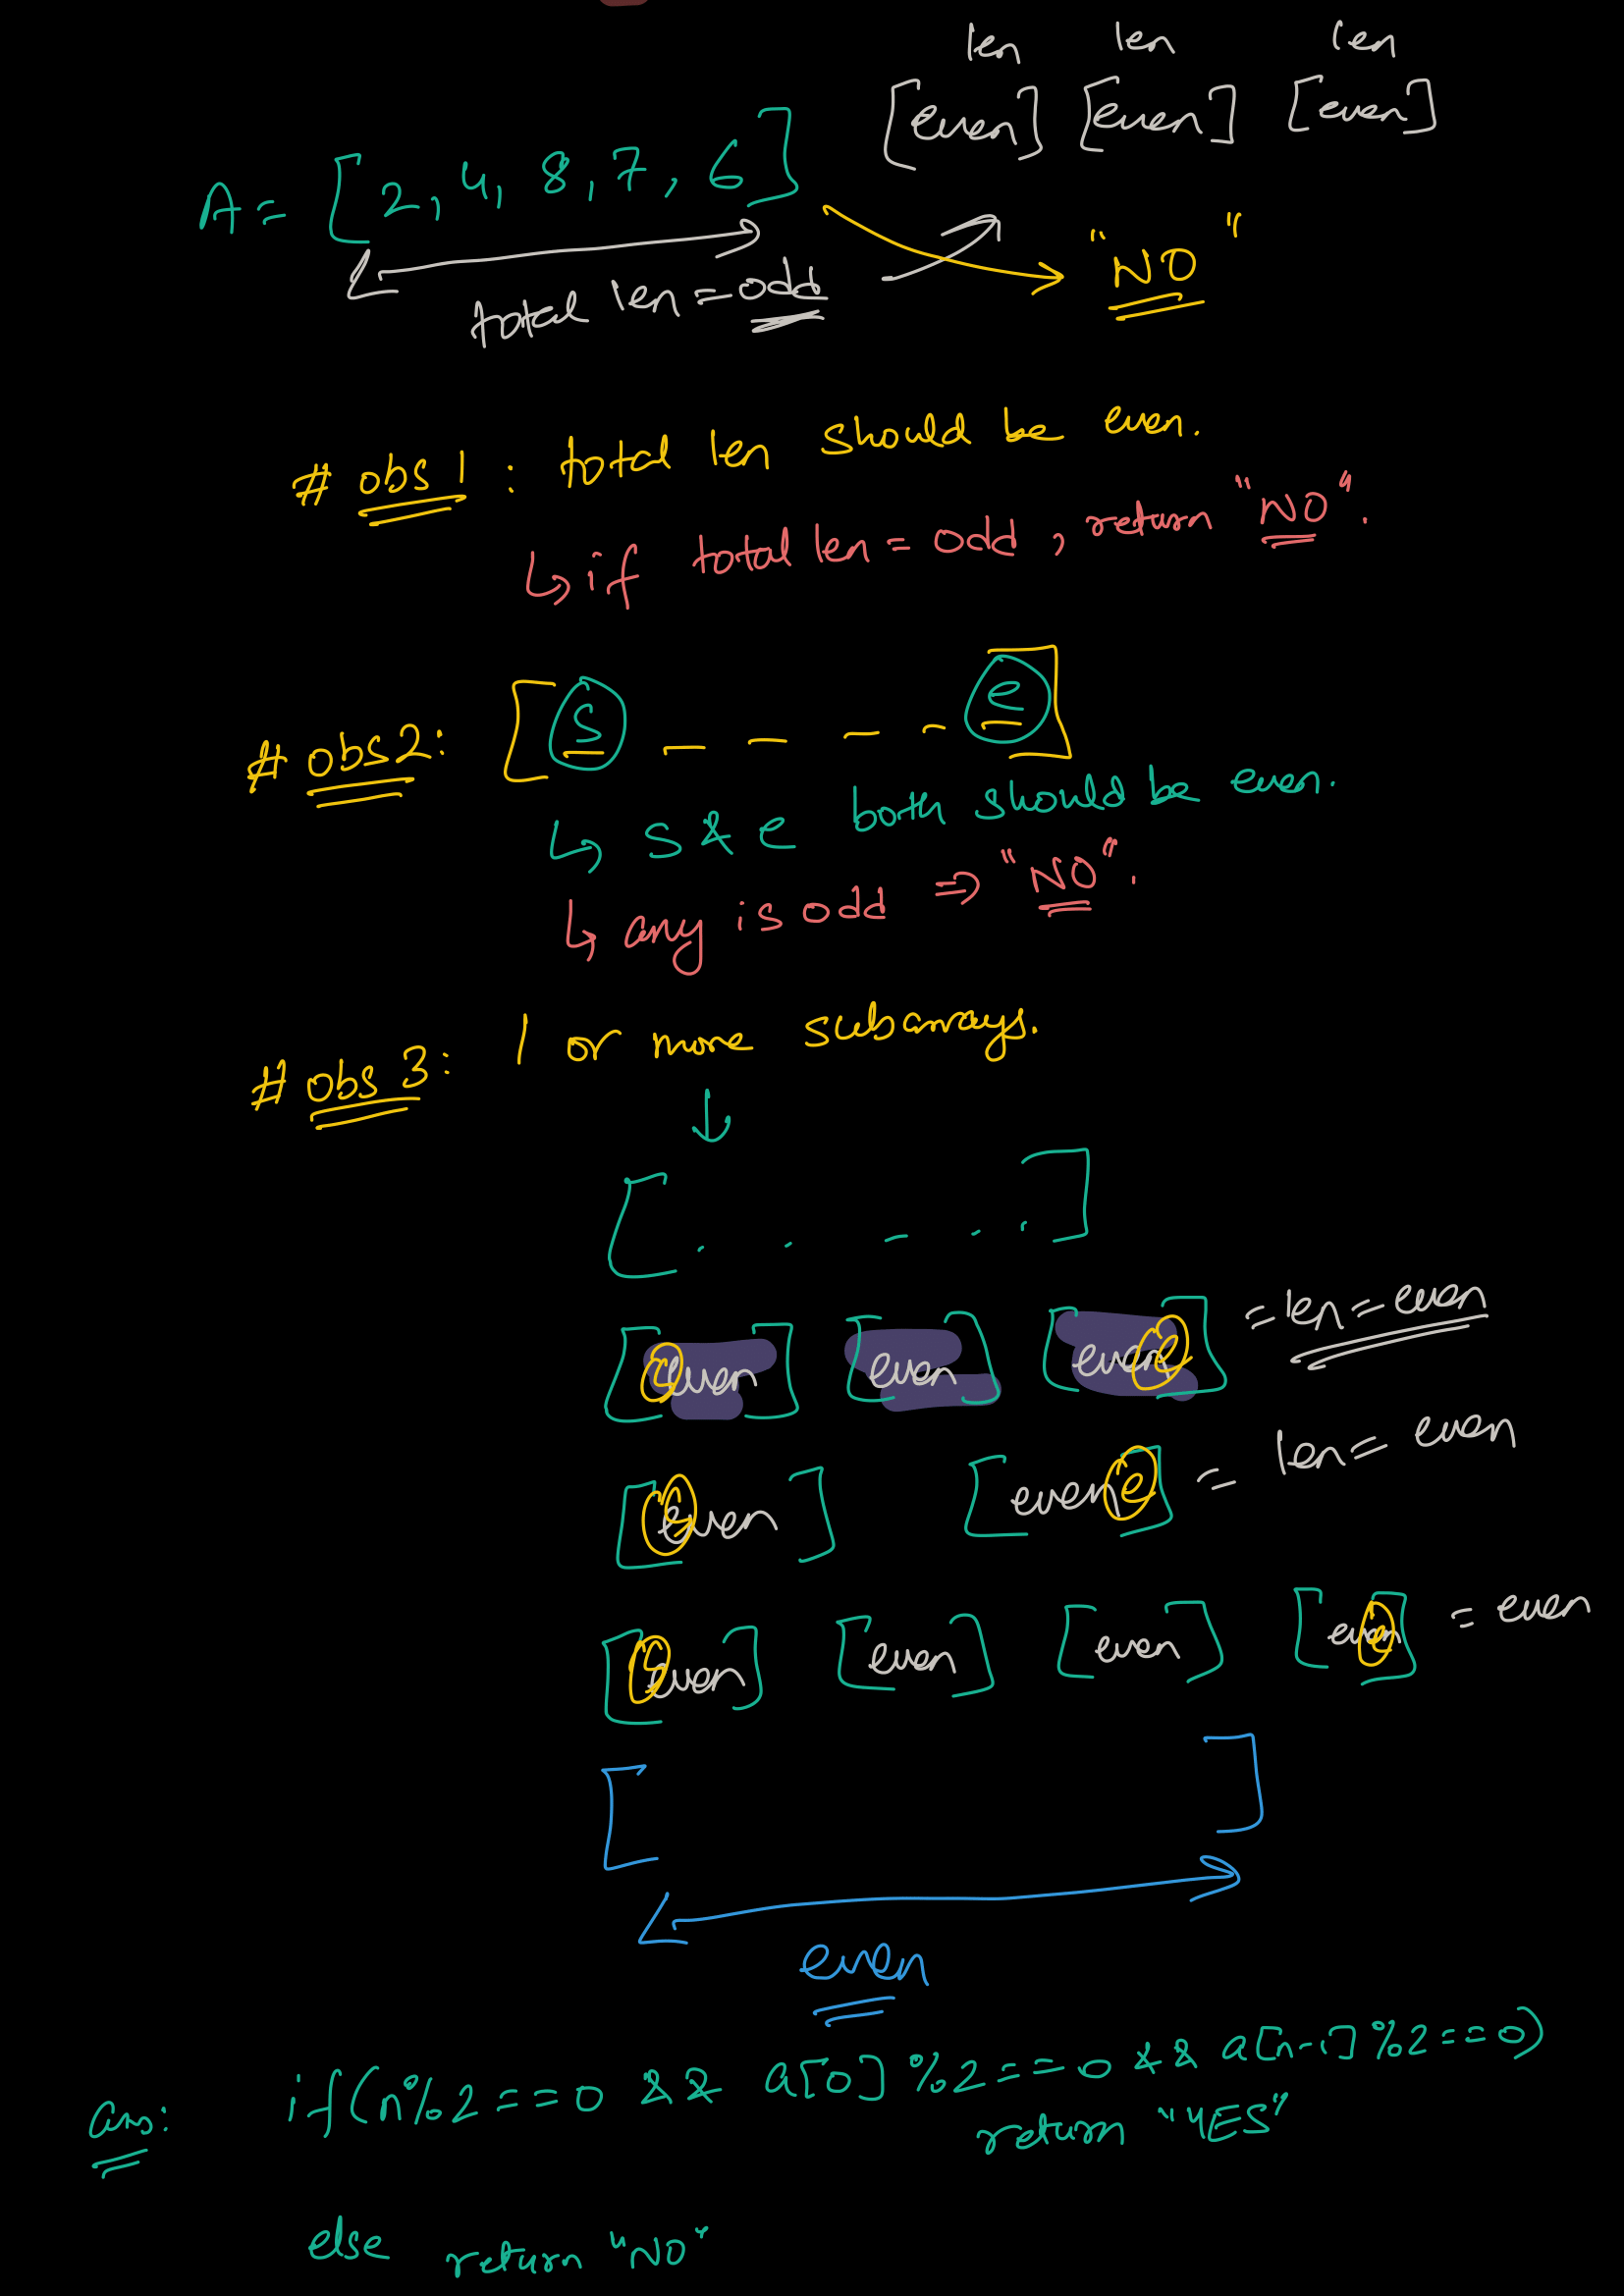 len len len
[even] [even] [even]
A = [2, 4, 8, 7, 6]
total len = odd
"NO"
# obs 1 : total len should be even.
↳ if total len = odd, return "NO".
# obs 2: [s _ _ _ _ e]
↳ s & e both should be even.
↳ any is odd ⇒ "NO".
# obs 3: 1 or more subarrays.
↓
[. . _ . .]
[even] [even] [even e] = len = even
[even] [even e] = len = even
[even] [even] [even] [even e] = even
[ ]
even
ans: if(n%2==0 && a[0]%2==0 && a[n-1]%2==0)
return "YES"
else return "NO"